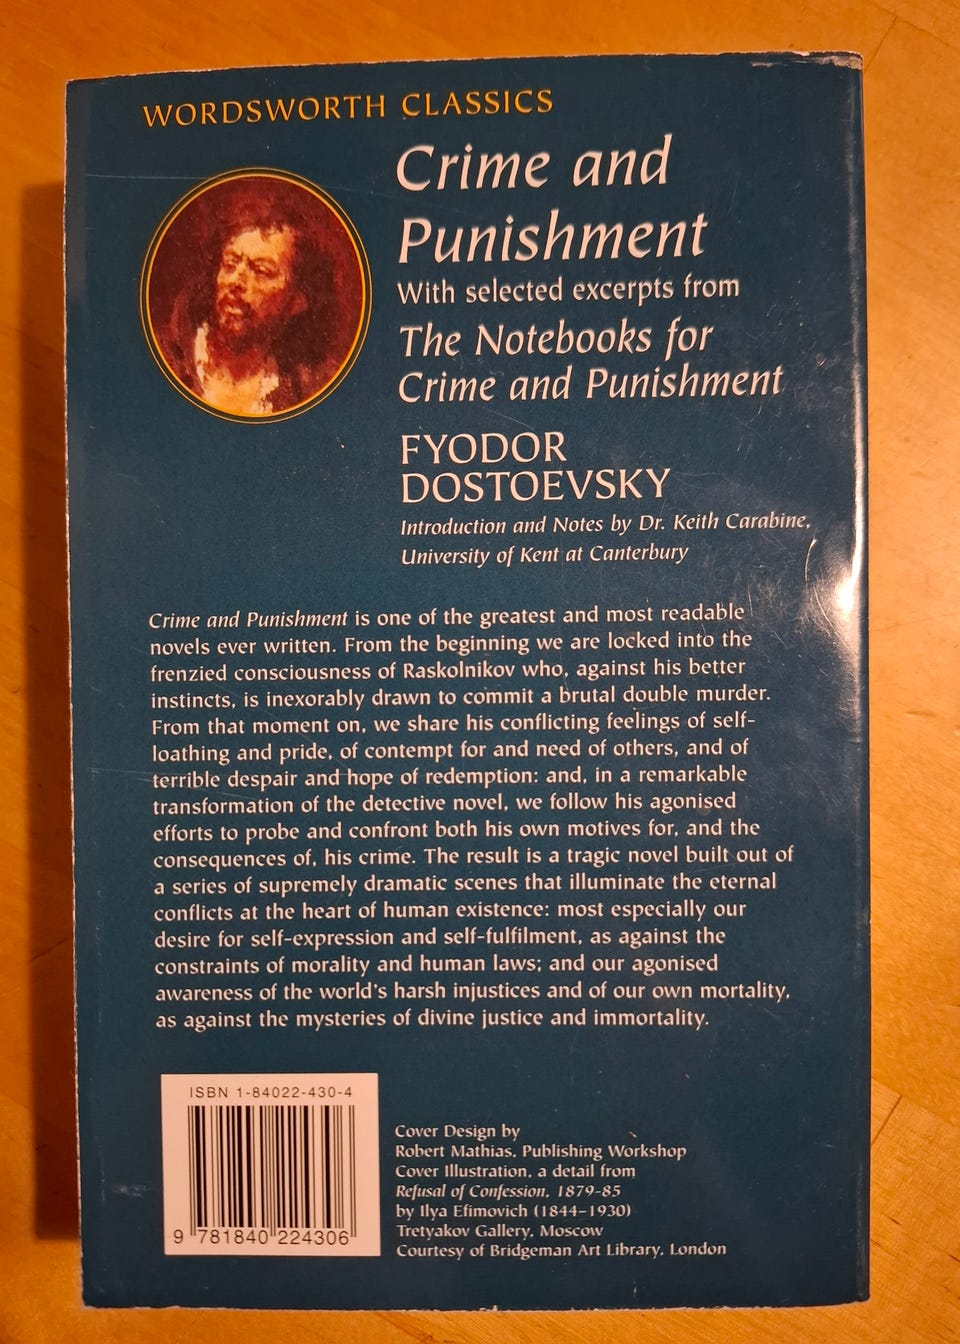 WORDSWORTH CLASSICS
Crime and
Punishment
With selected excerpts from
The Notebooks for
Crime and Punishment
FYODOR
DOSTOEVSKY
Introduction and Notes by Dr. Keith Carabine,
University of Kent at Canterbury
Crime and Punishment is one of the greatest and most readable
novels ever written. From the beginning we are locked into the
frenzied consciousness of Raskolnikov who, against his better
instincts, is inexorably drawn to commit a brutal double murder.
From that moment on, we share his conflicting feelings of self-
loathing and pride, of contempt for and need of others, and of
terrible despair and hope of redemption: and, in a remarkable
transformation of the detective novel, we follow his agonised
efforts to probe and confront both his own motives for, and the
consequences of, his crime. The result is a tragic novel built out of
a series of supremely dramatic scenes that illuminate the eternal
conflicts at the heart of human existence: most especially our
desire for self-expression and self-fulfilment, as against the
constraints of morality and human laws; and our agonised
awareness of the world's harsh injustices and of our own mortality,
as against the mysteries of divine justice and immortality.
ISBN 1-84022-430-4
9 781840 224306
Cover Design by
Robert Mathias, Publishing Workshop
Cover Illustration, a detail from
Refusal of Confession, 1879-85
by Ilya Efimovich (1844-1930)
Tretyakov Gallery, Moscow
Courtesy of Bridgeman Art Library, London